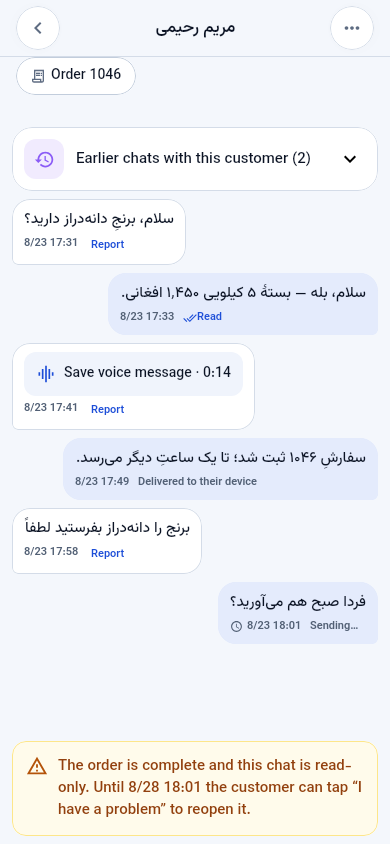 مریم رحیمی
Order 1046
Earlier chats with this customer (2)
سلام، برنجِ دانه‌دراز دارید؟
8/23 17:31 Report
سلام، بله – بستهٔ ۵ کیلویی ۱,۴۵۰ افغانی.
8/23 17:33 Read
Save voice message · 0:14
8/23 17:41 Report
سفارشِ ۱۰۴۶ ثبت شد؛ تا یک ساعتِ دیگر می‌رسد.
8/23 17:49 Delivered to their device
برنج را دانه‌دراز بفرستید لطفاً
8/23 17:58 Report
فردا صبح هم می‌آورید؟
8/23 18:01 Sending…
The order is complete and this chat is read-
only. Until 8/28 18:01 the customer can tap “I
have a problem” to reopen it.